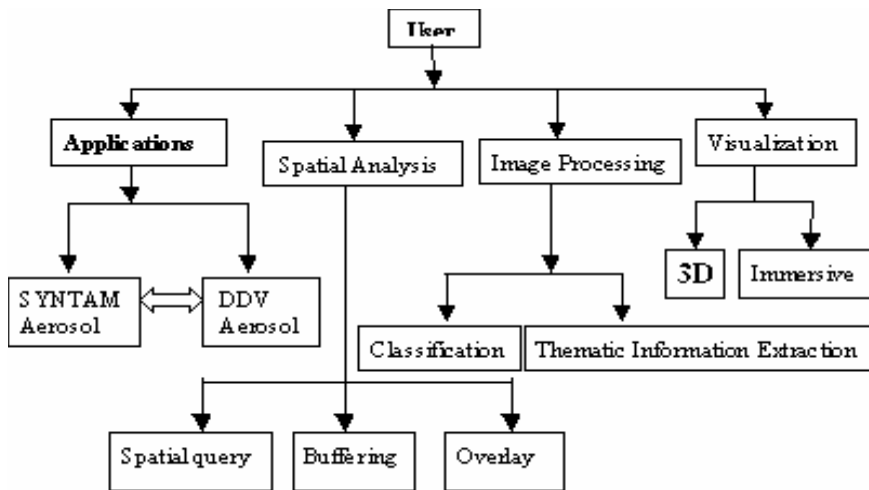 User
Applications
Spatial Analysis
Image Processing
Visualization
SYNTAM
Aerosol
DDV
Aerosol
3D
Immersive
Classification
Thematic Information Extraction
Spatial query
Buffering
Overlay